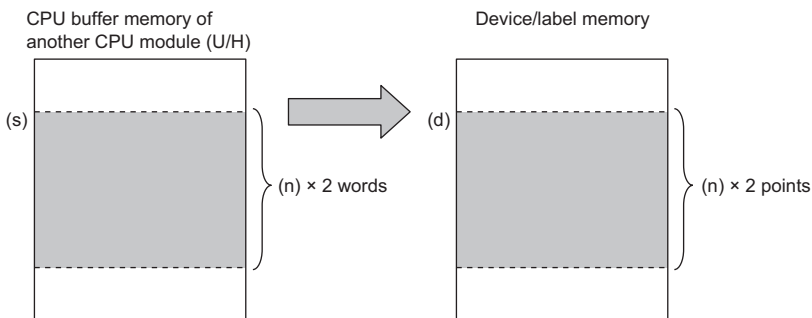 CPU buffer memory of
another CPU module (U/H)
Device/label memory
(s)
(d)
(n) × 2 words
(n) × 2 points